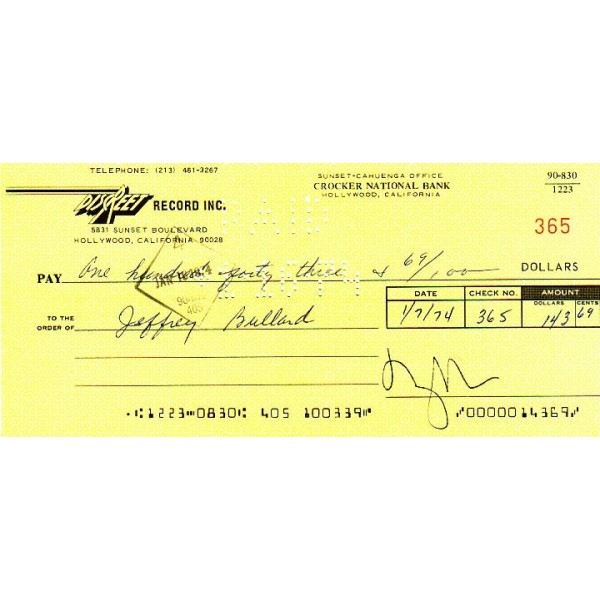 TELEPHONE: (213) 461-3267
SUNSET-CAHUENGA OFFICE
CROCKER NATIONAL BANK
HOLLYWOOD, CALIFORNIA
90-830
1223
DISCREET RECORD INC.
5831 SUNSET BOULEVARD
HOLLYWOOD, CALIFORNIA 90028
365
PAID
PAY One hundred forty three & 69/100 DOLLARS
DATE CHECK NO. AMOUNT
DOLLARS CENTS
1/7/74 365 143 69
TO THE
ORDER OF Jeffrey Bullard
⑆1223⑉0830⑆ 405 100339⑈ ⑈0000014369⑈